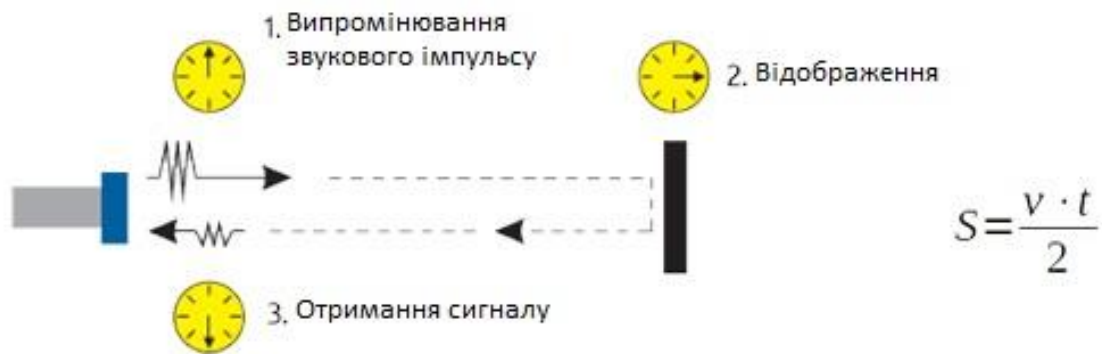 1. Випромінювання
звукового імпульсу
2. Відображення
S = v · t / 2
3. Отримання сигналу